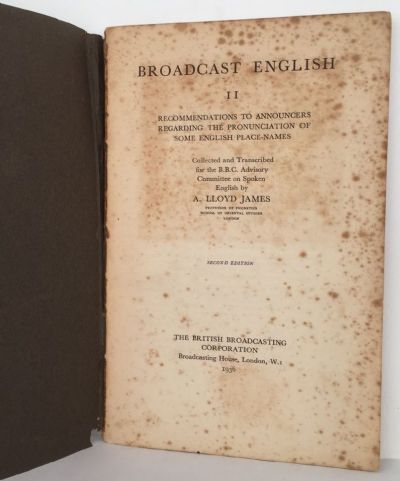 BROADCAST ENGLISH
II
RECOMMENDATIONS TO ANNOUNCERS
REGARDING THE PRONUNCIATION OF
SOME ENGLISH PLACE-NAMES
Collected and Transcribed
for the B.B.C. Advisory
Committee on Spoken
English by
A. LLOYD JAMES
PROFESSOR OF PHONETICS
SCHOOL OF ORIENTAL STUDIES
LONDON
SECOND EDITION
THE BRITISH BROADCASTING
CORPORATION
Broadcasting House, London, W.1
1936